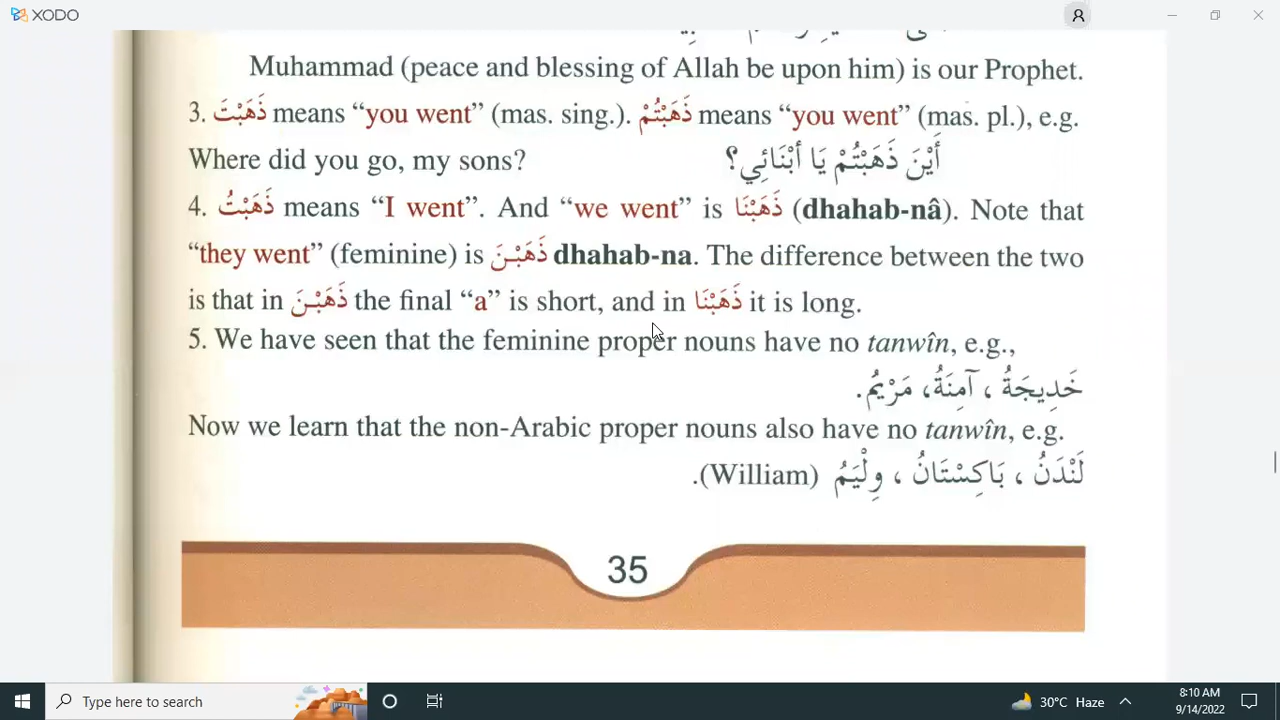 XODO
Muhammad (peace and blessing of Allah be upon him) is our Prophet.
3. ذَهَبْتَ means “you went” (mas. sing.). ذَهَبْتُمْ means “you went” (mas. pl.), e.g.
Where did you go, my sons? أَيْنَ ذَهَبْتُمْ يَا أَبْنَائِي؟
4. ذَهَبْتُ means “I went”. And “we went” is ذَهَبْنَا (dhahab-nâ). Note that
“they went” (feminine) is ذَهَبْنَ dhahab-na. The difference between the two
is that in ذَهَبْنَ the final “a” is short, and in ذَهَبْنَا it is long.
5. We have seen that the feminine proper nouns have no tanwîn, e.g.,
خَدِيجَةُ ، آمِنَةُ، مَرْيَمُ.
Now we learn that the non-Arabic proper nouns also have no tanwîn, e.g.
لَنْدَنُ ، بَاكِسْتَانُ ، وِلْيَمُ (William).
35
Type here to search
30°C Haze
8:10 AM
9/14/2022